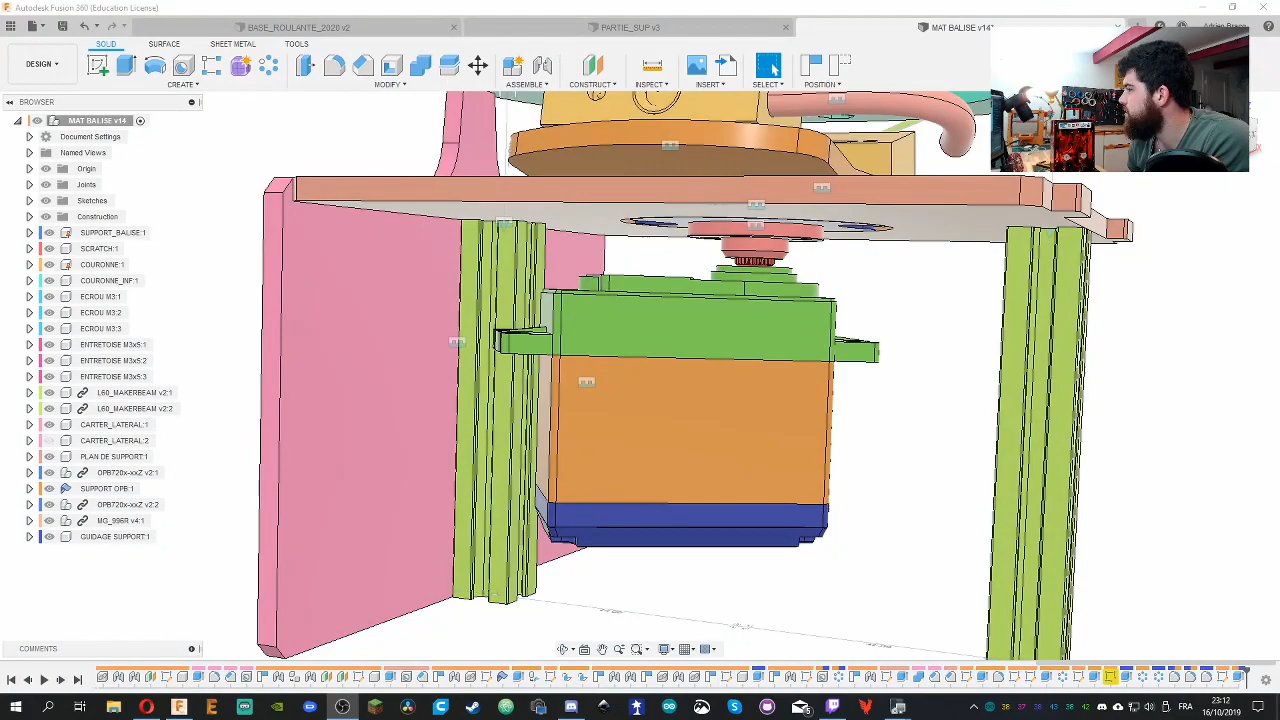 Autodesk Fusion 360 (Education License)
BASE_ROULANTE_2020 v2
PARTIE_SUP v3
MAT BALISE v14*
DESIGN
SOLID
SURFACE
SHEET METAL
TOOLS
CREATE
MODIFY
ASSEMBLE
CONSTRUCT
INSPECT
INSERT
SELECT
POSITION
BROWSER
MAT BALISE v14
Document Settings
Named Views
Origin
Joints
Sketches
Construction
SUPPORT_BALISE:1
SCRATCH:1
COURONNE:1
COURONNE_INF:1
ECROU M3:1
ECROU M3:2
ECROU M3:3
ENTRETOISE M3x5:1
ENTRETOISE M3x5:2
ENTRETOISE M3x5:3
L60_MAKERBEAM v2:1
L60_MAKERBEAM v2:2
CARTER_LATERAL:1
CARTER_LATERAL:2
PLAN DE SUPPORT:1
OPB720x-xxZ v2:1
SUPPORT OPB:1
OPB720x-xxZ v2:2
MG_996R v4:1
GUIDAGE SUPPORT:1
COMMENTS
FRA
23:12
16/10/2019